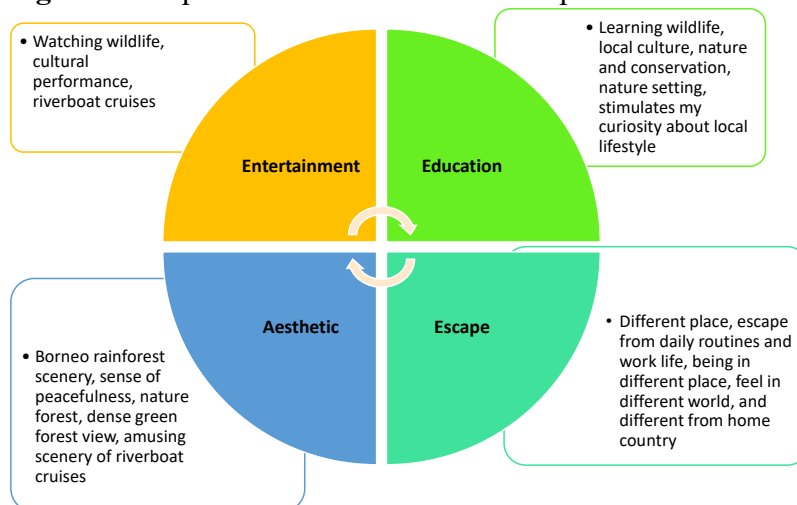 • Watching wildlife,
cultural
performance,
riverboat cruises
• Learning wildlife,
local culture, nature
and conservation,
nature setting,
stimulates my
curiosity about local
lifestyle
Entertainment
Education
Aesthetic
Escape
• Borneo rainforest
scenery, sense of
peacefulness, nature
forest, dense green
forest view, amusing
scenery of riverboat
cruises
• Different place, escape
from daily routines and
work life, being in
different place, feel in
different world, and
different from home
country